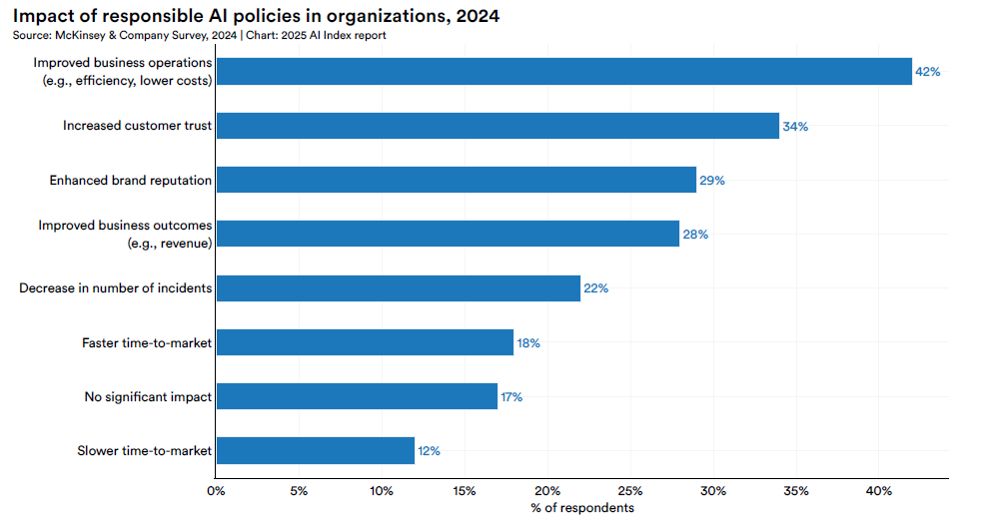 Impact of responsible AI policies in organizations, 2024
Source: McKinsey & Company Survey, 2024 | Chart: 2025 AI Index report
Improved business operations
(e.g., efficiency, lower costs)
42%
Increased customer trust
34%
Enhanced brand reputation
29%
Improved business outcomes
(e.g., revenue)
28%
Decrease in number of incidents
22%
Faster time-to-market
18%
No significant impact
17%
Slower time-to-market
12%
0% 5% 10% 15% 20% 25% 30% 35% 40%
% of respondents